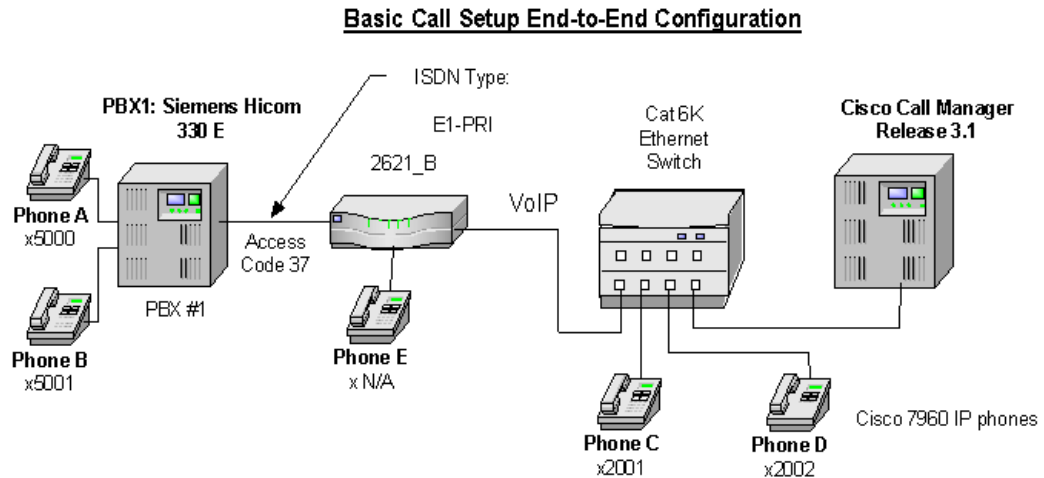 Basic Call Setup End-to-End Configuration
ISDN Type:
E1-PRI
PBX1: Siemens Hicom
330 E
2621_B
Cat 6K
Ethernet
Switch
Cisco Call Manager
Release 3.1
Phone A
x5000
Access
Code 37
VoIP
PBX #1
Phone B
x5001
Phone E
x N/A
Phone C
x2001
Phone D
x2002
Cisco 7960 IP phones